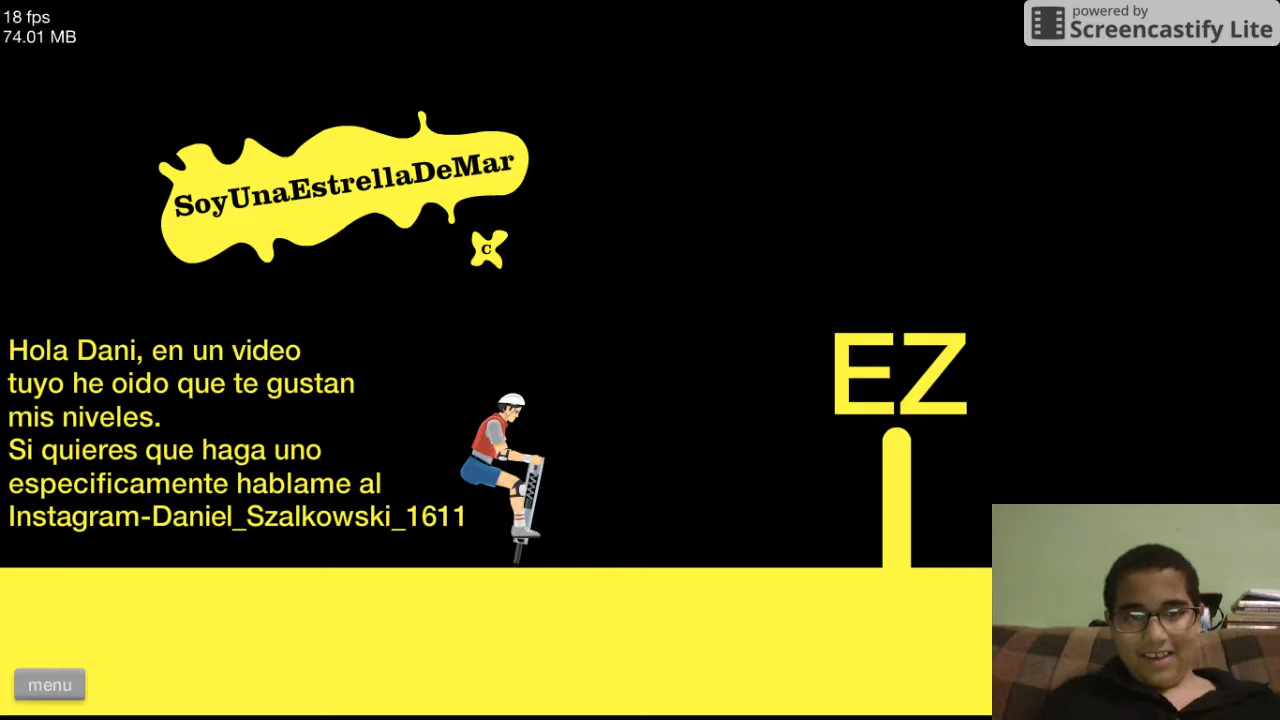 18 fps
74.01 MB
powered by
Screencastify Lite
SoyUnaEstrellaDeMar
c
Hola Dani, en un video
tuyo he oido que te gustan
mis niveles.
Si quieres que haga uno
especificamente hablame al
Instagram-Daniel_Szalkowski_1611
EZ
menu